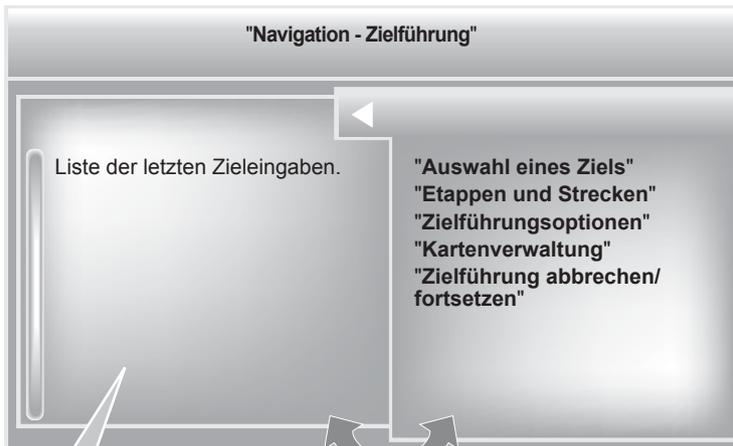 "Navigation - Zielführung"
Liste der letzten Zieleingaben.
"Auswahl eines Ziels"
"Etappen und Strecken"
"Zielführungsoptionen"
"Kartenverwaltung"
"Zielführung abbrechen/
fortsetzen"